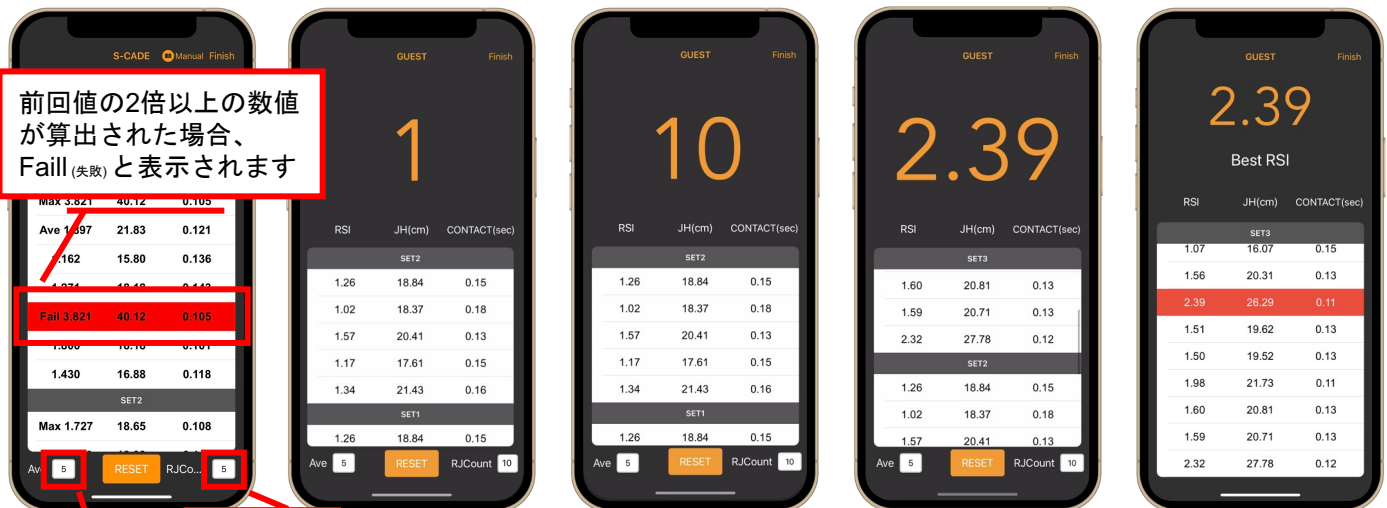 S-CADE Manual Finish
前回値の2倍以上の数値
が算出された場合、
Faill (失敗) と表示されます
Max 3.821 40.12 0.105
21.83 0.121
15.80 0.136
Fail 3.821 40.12 0.105
1.430 16.88 0.118
SET2
Max 1.727 18.65 0.108
5 RESET RJCo... 5
GUEST Finish
1
RSI JH(cm) CONTACT(sec)
SET2
1.26 18.84 0.15
1.02 18.37 0.18
1.57 20.41 0.13
1.17 17.61 0.15
1.34 21.43 0.16
SET1
1.26 18.84 0.15
Ave 5 RESET RJCount 10
GUEST Finish
10
RSI JH(cm) CONTACT(sec)
SET2
1.26 18.84 0.15
1.02 18.37 0.18
1.57 20.41 0.13
1.17 17.61 0.15
1.34 21.43 0.16
SET1
1.26 18.84 0.15
Ave 5 RESET RJCount 10
GUEST Finish
2.39
RSI JH(cm) CONTACT(sec)
SET3
1.60 20.81 0.13
1.59 20.71 0.13
2.32 27.78 0.12
SET2
1.26 18.84 0.15
1.02 18.37 0.18
1.57 20.41 0.13
Ave 5 RESET RJCount 10
GUEST Finish
2.39
Best RSI
RSI JH(cm) CONTACT(sec)
SET3
1.07 16.07 0.15
1.56 20.31 0.13
2.39 26.29 0.11
1.51 19.62 0.13
1.50 19.52 0.13
1.98 21.73 0.11
1.60 20.81 0.13
1.59 20.71 0.13
2.32 27.78 0.12